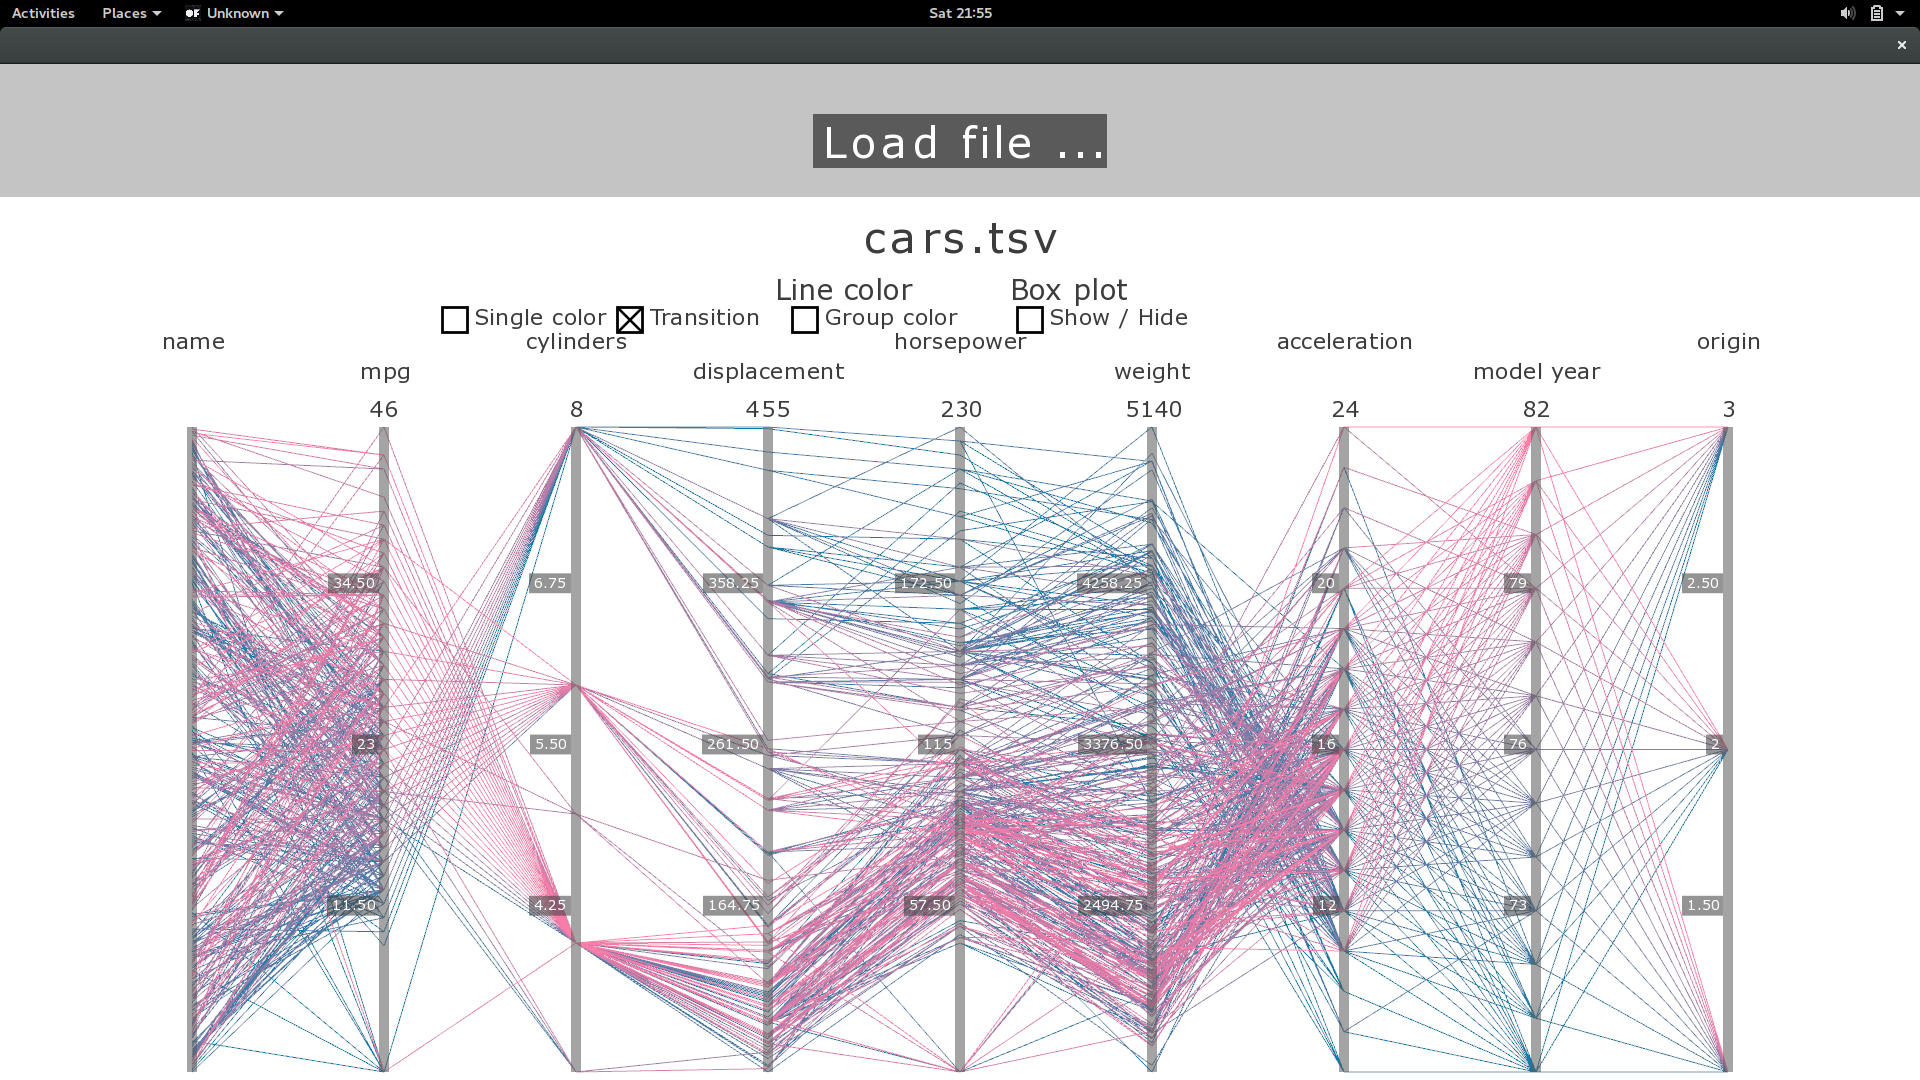 Activities Places Unknown Sat 21:55
Load file ...
cars.tsv
Line color Box plot
Single color Transition Group color Show / Hide
name cylinders horsepower acceleration origin
mpg displacement weight model year
46 8 455 230 5140 24 82 3
34.50 6.75 358.25 172.50 4258.25 20 79 2.50
23 5.50 261.50 115 3376.50 16 76 2
11.50 4.25 164.75 57.50 2494.75 12 73 1.50